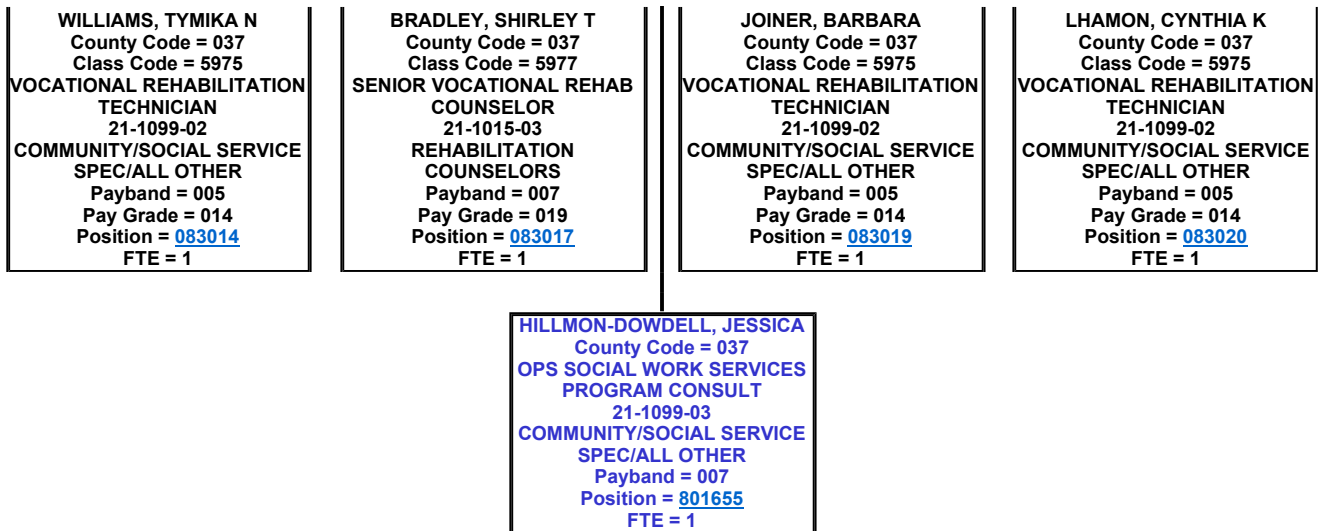 WILLIAMS, TYMIKA N
County Code = 037
Class Code = 5975
VOCATIONAL REHABILITATION
TECHNICIAN
21-1099-02
COMMUNITY/SOCIAL SERVICE
SPEC/ALL OTHER
Payband = 005
Pay Grade = 014
Position = 083014
FTE = 1
BRADLEY, SHIRLEY T
County Code = 037
Class Code = 5977
SENIOR VOCATIONAL REHAB
COUNSELOR
21-1015-03
REHABILITATION
COUNSELORS
Payband = 007
Pay Grade = 019
Position = 083017
FTE = 1
JOINER, BARBARA
County Code = 037
Class Code = 5975
VOCATIONAL REHABILITATION
TECHNICIAN
21-1099-02
COMMUNITY/SOCIAL SERVICE
SPEC/ALL OTHER
Payband = 005
Pay Grade = 014
Position = 083019
FTE = 1
LHAMON, CYNTHIA K
County Code = 037
Class Code = 5975
VOCATIONAL REHABILITATION
TECHNICIAN
21-1099-02
COMMUNITY/SOCIAL SERVICE
SPEC/ALL OTHER
Payband = 005
Pay Grade = 014
Position = 083020
FTE = 1
HILLMON-DOWDELL, JESSICA
County Code = 037
OPS SOCIAL WORK SERVICES
PROGRAM CONSULT
21-1099-03
COMMUNITY/SOCIAL SERVICE
SPEC/ALL OTHER
Payband = 007
Position = 801655
FTE = 1